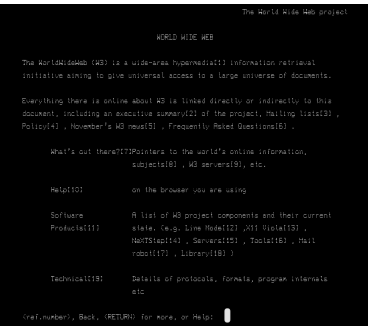 The World Wide Web project
WORLD WIDE WEB
The WorldWideWeb (W3) is a wide-area hypermedia[1] information retrieval
initiative aiming to give universal access to a large universe of documents.
Everything there is online about W3 is linked directly or indirectly to this
document, including an executive summary[2] of the project, Mailing lists[3] ,
Policy[4] , November's W3 news[5] , Frequently Asked Questions[6] .
What's out there?[7]Pointers to the world's online information,
subjects[8] , W3 servers[9], etc.
Help[10] on the browser you are using
Software A list of W3 project components and their current
Products[11] state. (e.g. Line Mode[12] ,X11 Viola[13] ,
NeXTStep[14] , Servers[15] , Tools[16] , Mail
robot[17] , Library[18] )
Technical[19] Details of protocols, formats, program internals
etc
<ref.number>, Back, <RETURN> for more, or Help: